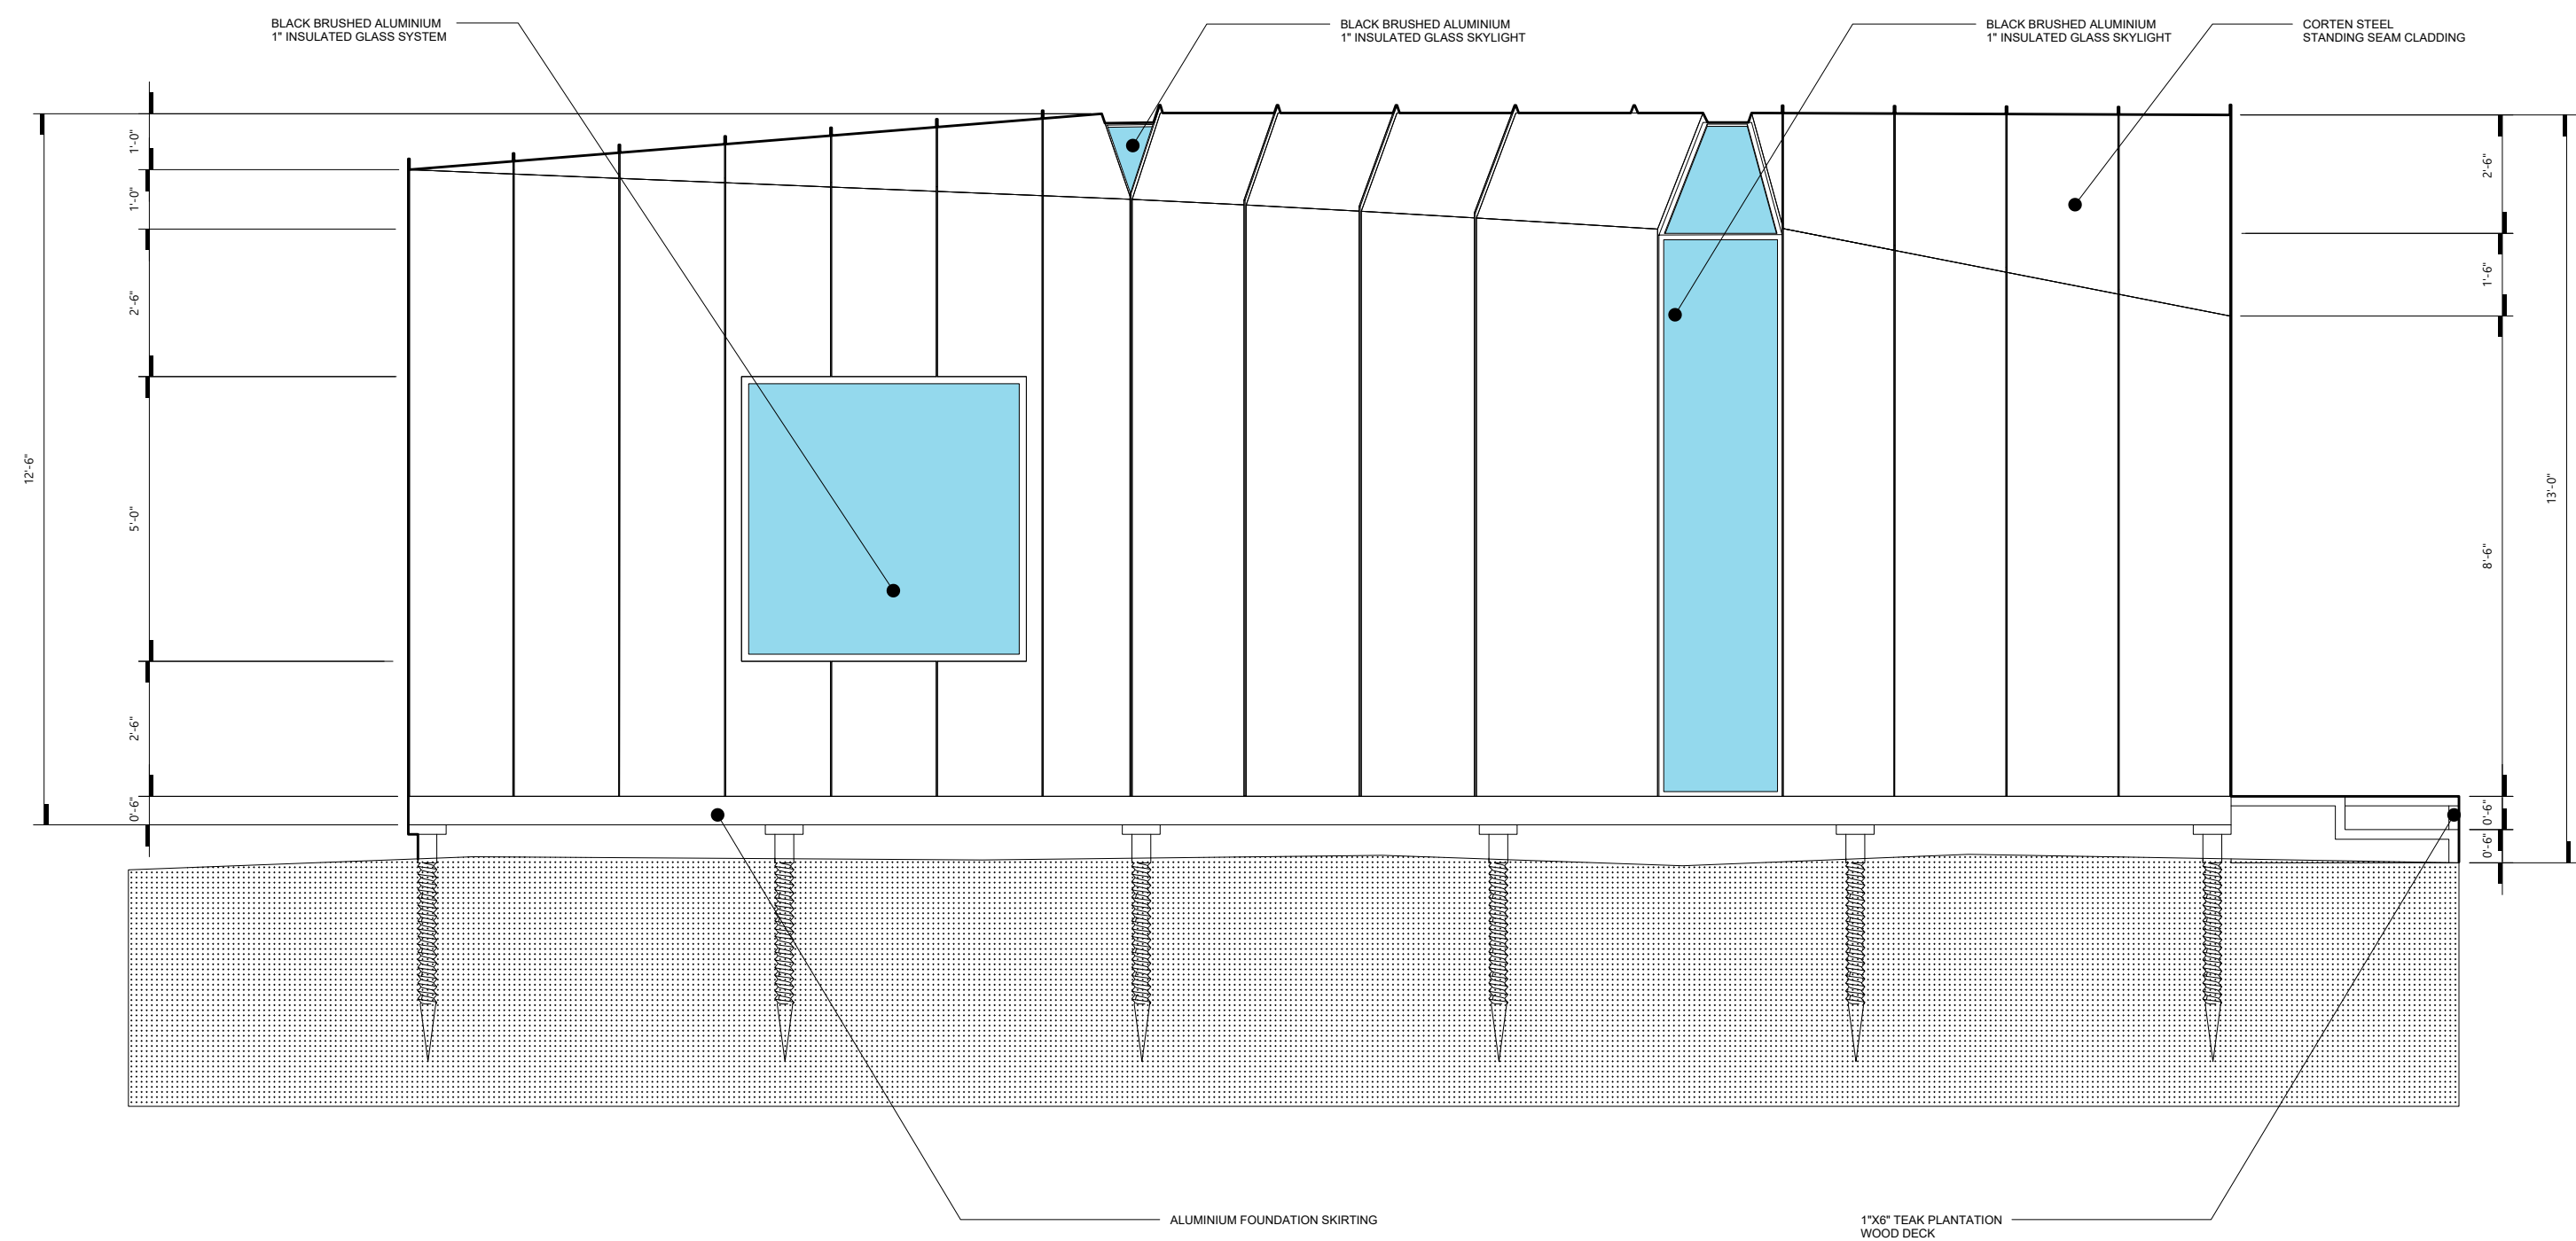 BLACK BRUSHED ALUMINIUM
1" INSULATED GLASS SYSTEM
BLACK BRUSHED ALUMINIUM
1" INSULATED GLASS SKYLIGHT
BLACK BRUSHED ALUMINIUM
1" INSULATED GLASS SKYLIGHT
CORTEN STEEL
STANDING SEAM CLADDING
12'-6"
1'-0"
1'-0"
2'-6"
5'-0"
2'-6"
0'-6"
2'-6"
1'-6"
8'-6"
0'-6"
0'-6"
13'-0"
ALUMINIUM FOUNDATION SKIRTING
1"X6" TEAK PLANTATION
WOOD DECK